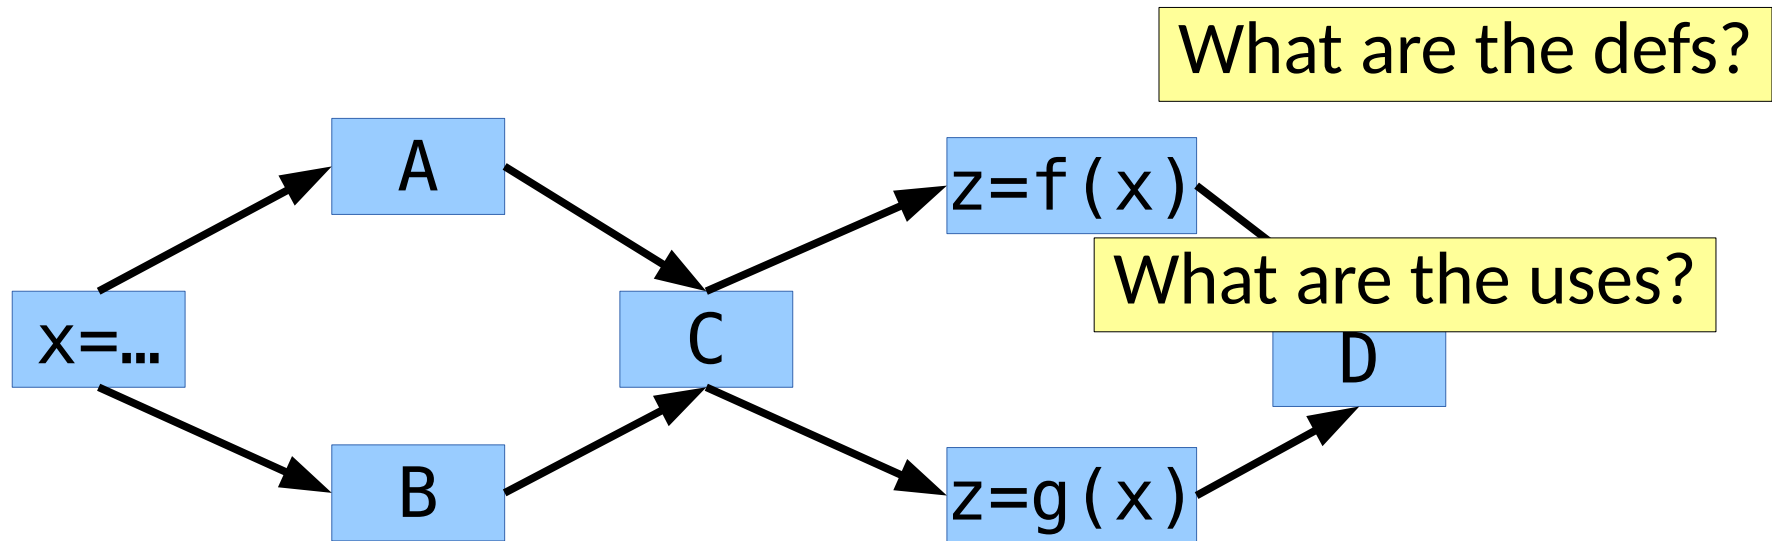 What are the defs?
A
z=f(x)
What are the uses?
x=…
C
D
B
z=g(x)